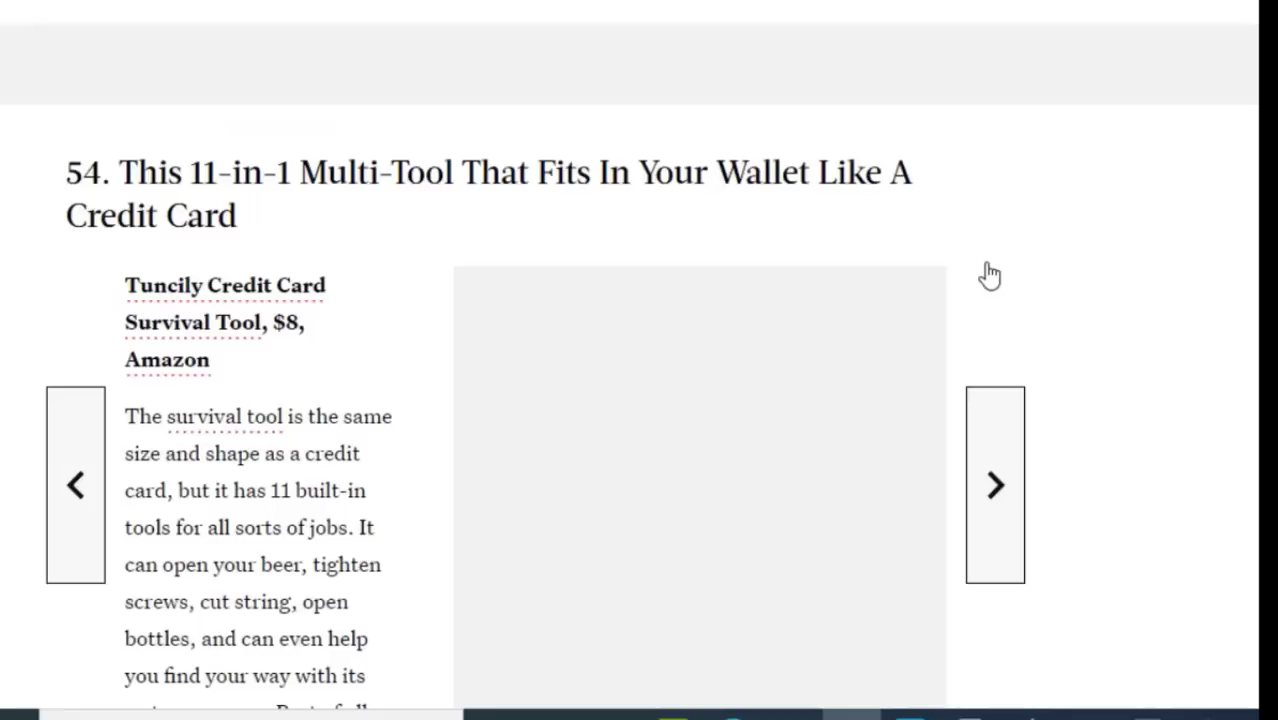 54. This 11-in-1 Multi-Tool That Fits In Your Wallet Like A
Credit Card
Tuncily Credit Card
Survival Tool, $8,
Amazon
The survival tool is the same
size and shape as a credit
card, but it has 11 built-in
tools for all sorts of jobs. It
can open your beer, tighten
screws, cut string, open
bottles, and can even help
you find your way with its